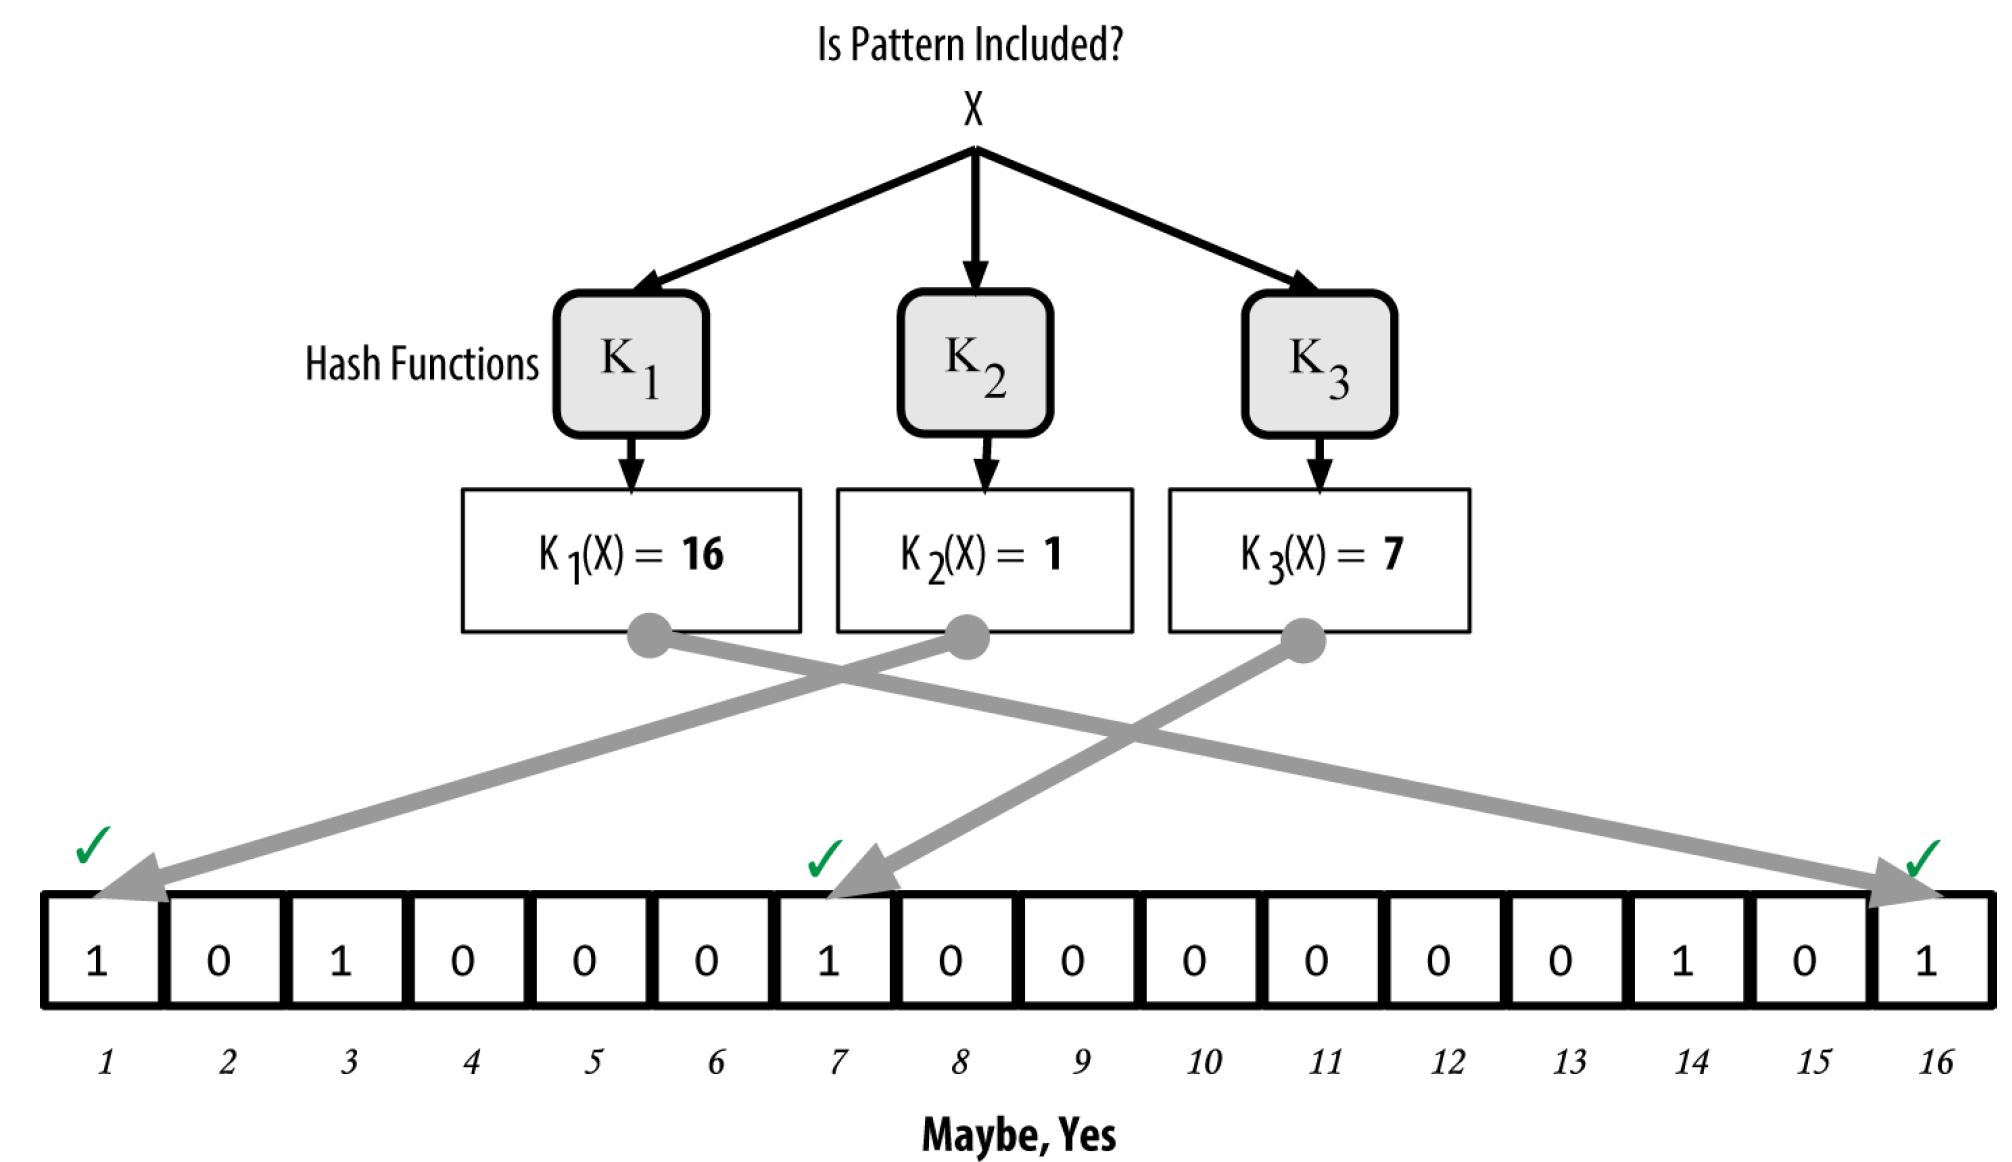 Is Pattern Included?
X
Hash Functions
K1 K2 K3
K1(X) = 16 K2(X) = 1 K3(X) = 7
✓ ✓ ✓
1 0 1 0 0 0 1 0 0 0 0 0 0 1 0 1
1 2 3 4 5 6 7 8 9 10 11 12 13 14 15 16
Maybe, Yes